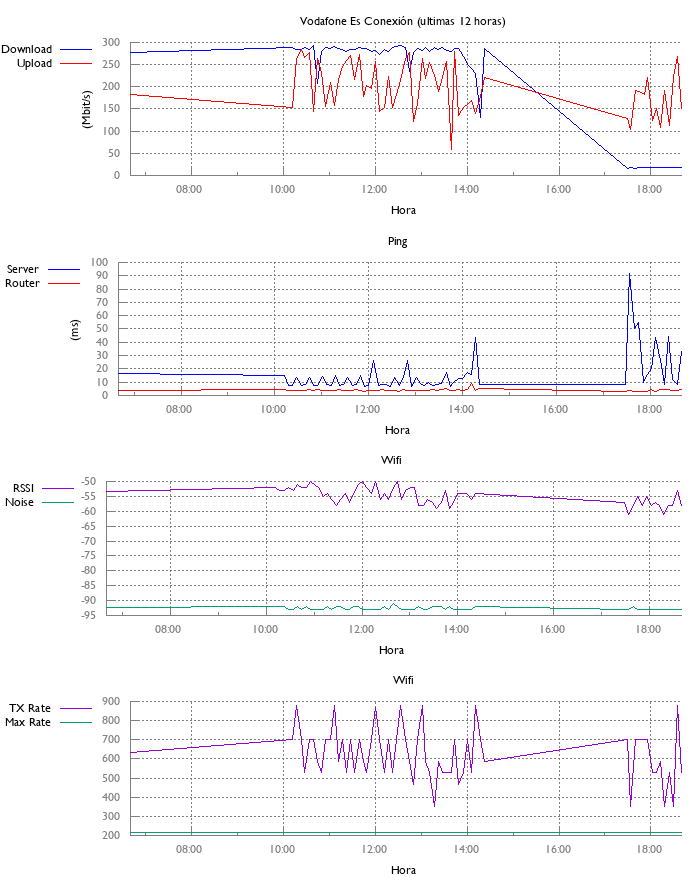 Vodafone Es Conexión (ultimas 12 horas)
Download
Upload
(Mbit/s)
300
250
200
150
100
50
0
08:00 10:00 12:00 14:00 16:00 18:00
Hora
Ping
Server
Router
(ms)
100
90
80
70
60
50
40
30
20
10
0
08:00 10:00 12:00 14:00 16:00 18:00
Hora
Wifi
RSSI
Noise
-50
-55
-60
-65
-70
-75
-80
-85
-90
-95
08:00 10:00 12:00 14:00 16:00 18:00
Hora
Wifi
TX Rate
Max Rate
900
800
700
600
500
400
300
200
08:00 10:00 12:00 14:00 16:00 18:00
Hora